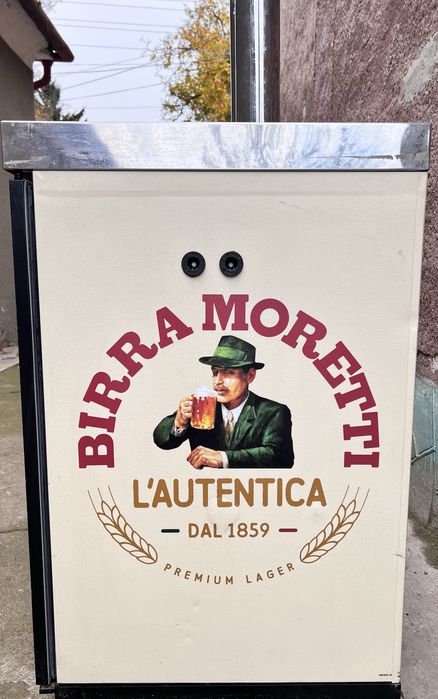 BIRRA MORETTI
L'AUTENTICA
DAL 1859
PREMIUM LAGER